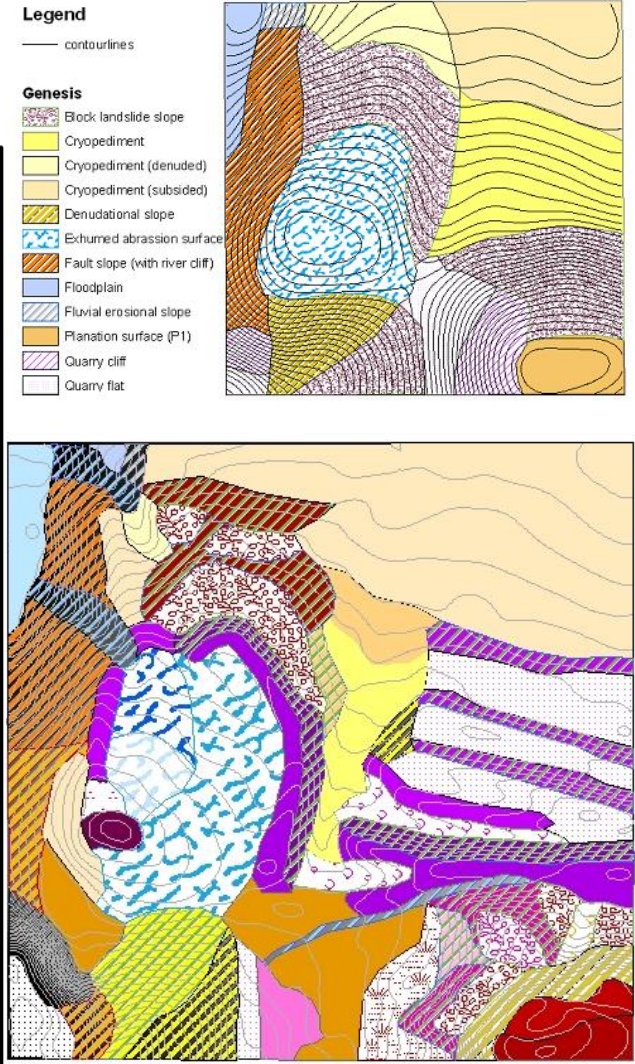 Legend
contourlines
Genesis
Block landslide slope
Cryopediment
Cryopediment (denuded)
Cryopediment (subsided)
Denudational slope
Exhumed abrassion surface
Fault slope (with river cliff)
Floodplain
Fluvial erosional slope
Planation surface (P1)
Quarry cliff
Quarry flat